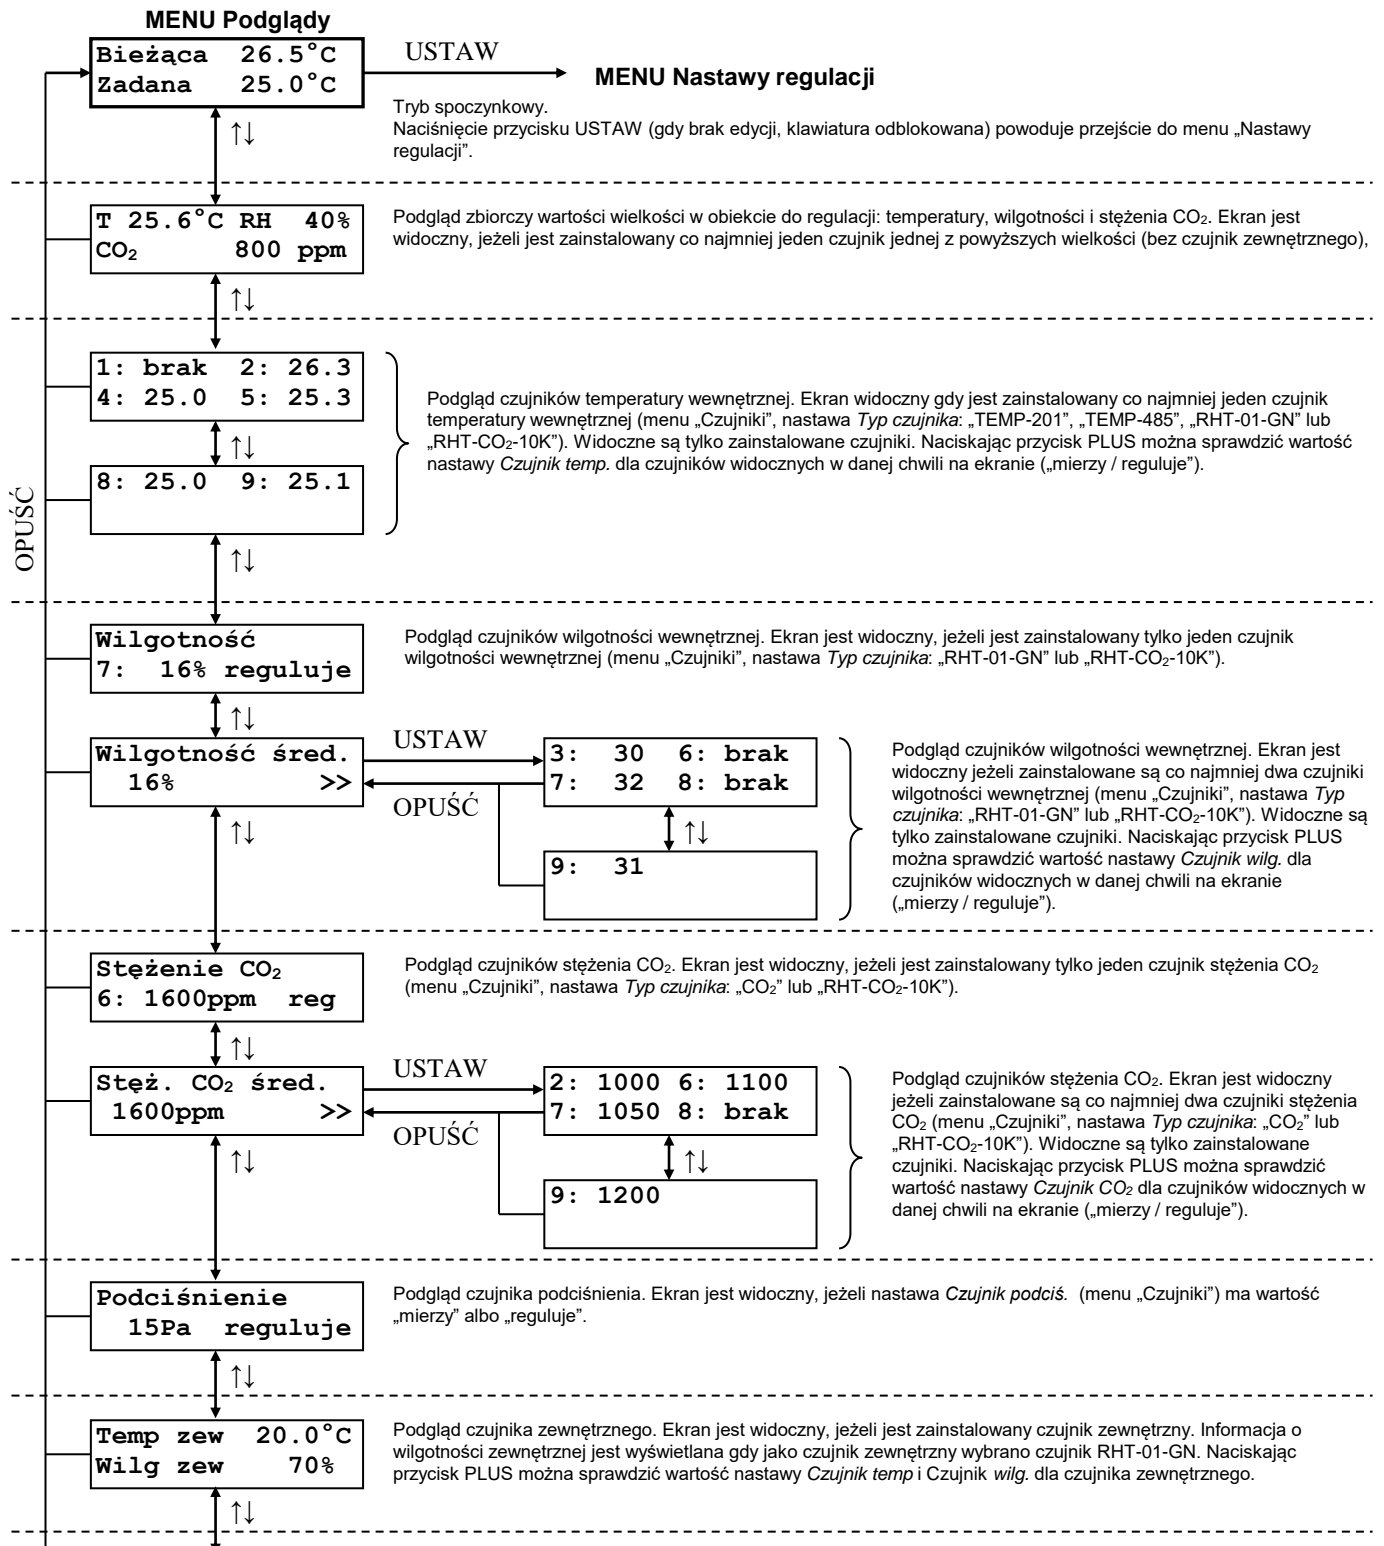 MENU Podglądy
Bieżąca 26.5°C
Zadana 25.0°C
USTAW
MENU Nastawy regulacji
Tryb spoczynkowy.
Naciśnięcie przycisku USTAW (gdy brak edycji, klawiatura odblokowana) powoduje przejście do menu „Nastawy
regulacji”.
↑↓
T 25.6°C RH 40%
CO₂ 800 ppm
Podgląd zbiorczy wartości wielkości w obiekcie do regulacji: temperatury, wilgotności i stężenia CO₂. Ekran jest
widoczny, jeżeli jest zainstalowany co najmniej jeden czujnik jednej z powyższych wielkości (bez czujnik zewnętrznego),
↑↓
1: brak 2: 26.3
4: 25.0 5: 25.3
↑↓
8: 25.0 9: 25.1
Podgląd czujników temperatury wewnętrznej. Ekran widoczny gdy jest zainstalowany co najmniej jeden czujnik
temperatury wewnętrznej (menu „Czujniki”, nastawa Typ czujnika: „TEMP-201”, „TEMP-485”, „RHT-01-GN” lub
„RHT-CO₂-10K”). Widoczne są tylko zainstalowane czujniki. Naciskając przycisk PLUS można sprawdzić wartość
nastawy Czujnik temp. dla czujników widocznych w danej chwili na ekranie („mierzy / reguluje”).
OPUŚĆ
↑↓
Wilgotność
7: 16% reguluje
Podgląd czujników wilgotności wewnętrznej. Ekran jest widoczny, jeżeli jest zainstalowany tylko jeden czujnik
wilgotności wewnętrznej (menu „Czujniki”, nastawa Typ czujnika: „RHT-01-GN” lub „RHT-CO₂-10K”).
↑↓
Wilgotność śred.
16% >>
USTAW
OPUŚĆ
3: 30 6: brak
7: 32 8: brak
↑↓
9: 31
Podgląd czujników wilgotności wewnętrznej. Ekran jest
widoczny jeżeli zainstalowane są co najmniej dwa czujniki
wilgotności wewnętrznej (menu „Czujniki”, nastawa Typ
czujnika: „RHT-01-GN” lub „RHT-CO₂-10K”). Widoczne są
tylko zainstalowane czujniki. Naciskając przycisk PLUS
można sprawdzić wartość nastawy Czujnik wilg. dla
czujników widocznych w danej chwili na ekranie
(„mierzy / reguluje”).
↑↓
Stężenie CO₂
6: 1600ppm reg
Podgląd czujników stężenia CO₂. Ekran jest widoczny, jeżeli jest zainstalowany tylko jeden czujnik stężenia CO₂
(menu „Czujniki”, nastawa Typ czujnika: „CO₂” lub „RHT-CO₂-10K”).
↑↓
Stęż. CO₂ śred.
1600ppm >>
USTAW
OPUŚĆ
2: 1000 6: 1100
7: 1050 8: brak
↑↓
9: 1200
Podgląd czujników stężenia CO₂. Ekran jest widoczny
jeżeli zainstalowane są co najmniej dwa czujniki stężenia
CO₂ (menu „Czujniki”, nastawa Typ czujnika: „CO₂” lub
„RHT-CO₂-10K”). Widoczne są tylko zainstalowane
czujniki. Naciskając przycisk PLUS można sprawdzić
wartość nastawy Czujnik CO₂ dla czujników widocznych w
danej chwili na ekranie („mierzy / reguluje”).
↑↓
Podciśnienie
15Pa reguluje
Podgląd czujnika podciśnienia. Ekran jest widoczny, jeżeli nastawa Czujnik podciś. (menu „Czujniki”) ma wartość
„mierzy” albo „reguluje”.
↑↓
Temp zew 20.0°C
Wilg zew 70%
Podgląd czujnika zewnętrznego. Ekran jest widoczny, jeżeli jest zainstalowany czujnik zewnętrzny. Informacja o
wilgotności zewnętrznej jest wyświetlana gdy jako czujnik zewnętrzny wybrano czujnik RHT-01-GN. Naciskając
przycisk PLUS można sprawdzić wartość nastawy Czujnik temp i Czujnik wilg. dla czujnika zewnętrznego.
↑↓